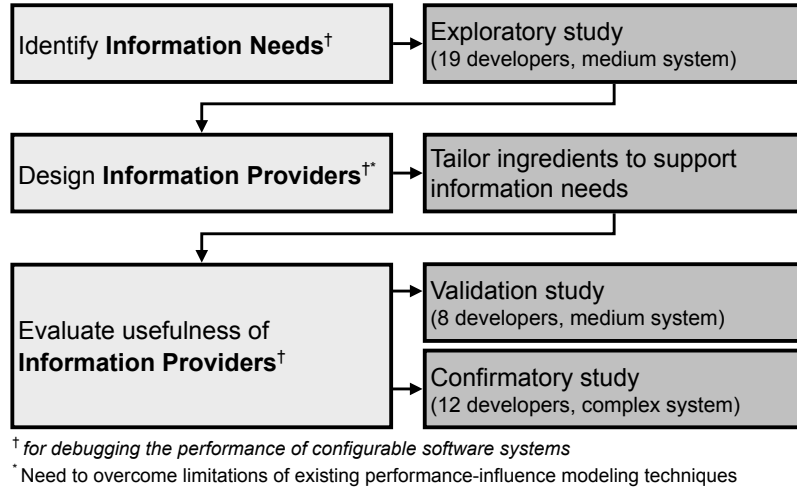 Identify Information Needs†
Exploratory study
(19 developers, medium system)
Design Information Providers†*
Tailor ingredients to support
information needs
Evaluate usefulness of
Information Providers†
Validation study
(8 developers, medium system)
Confirmatory study
(12 developers, complex system)
† for debugging the performance of configurable software systems
* Need to overcome limitations of existing performance-influence modeling techniques